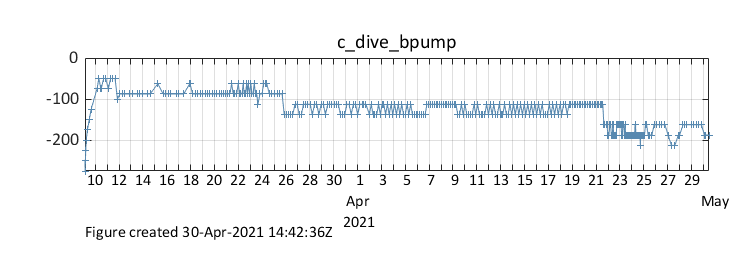 c_dive_bpump
0
-100
-200
10 12 14 16 18 20 22 24 26 28 30 1 3 5 7 9 11 13 15 17 19 21 23 25 27 29
Apr May
2021
Figure created 30-Apr-2021 14:42:36Z